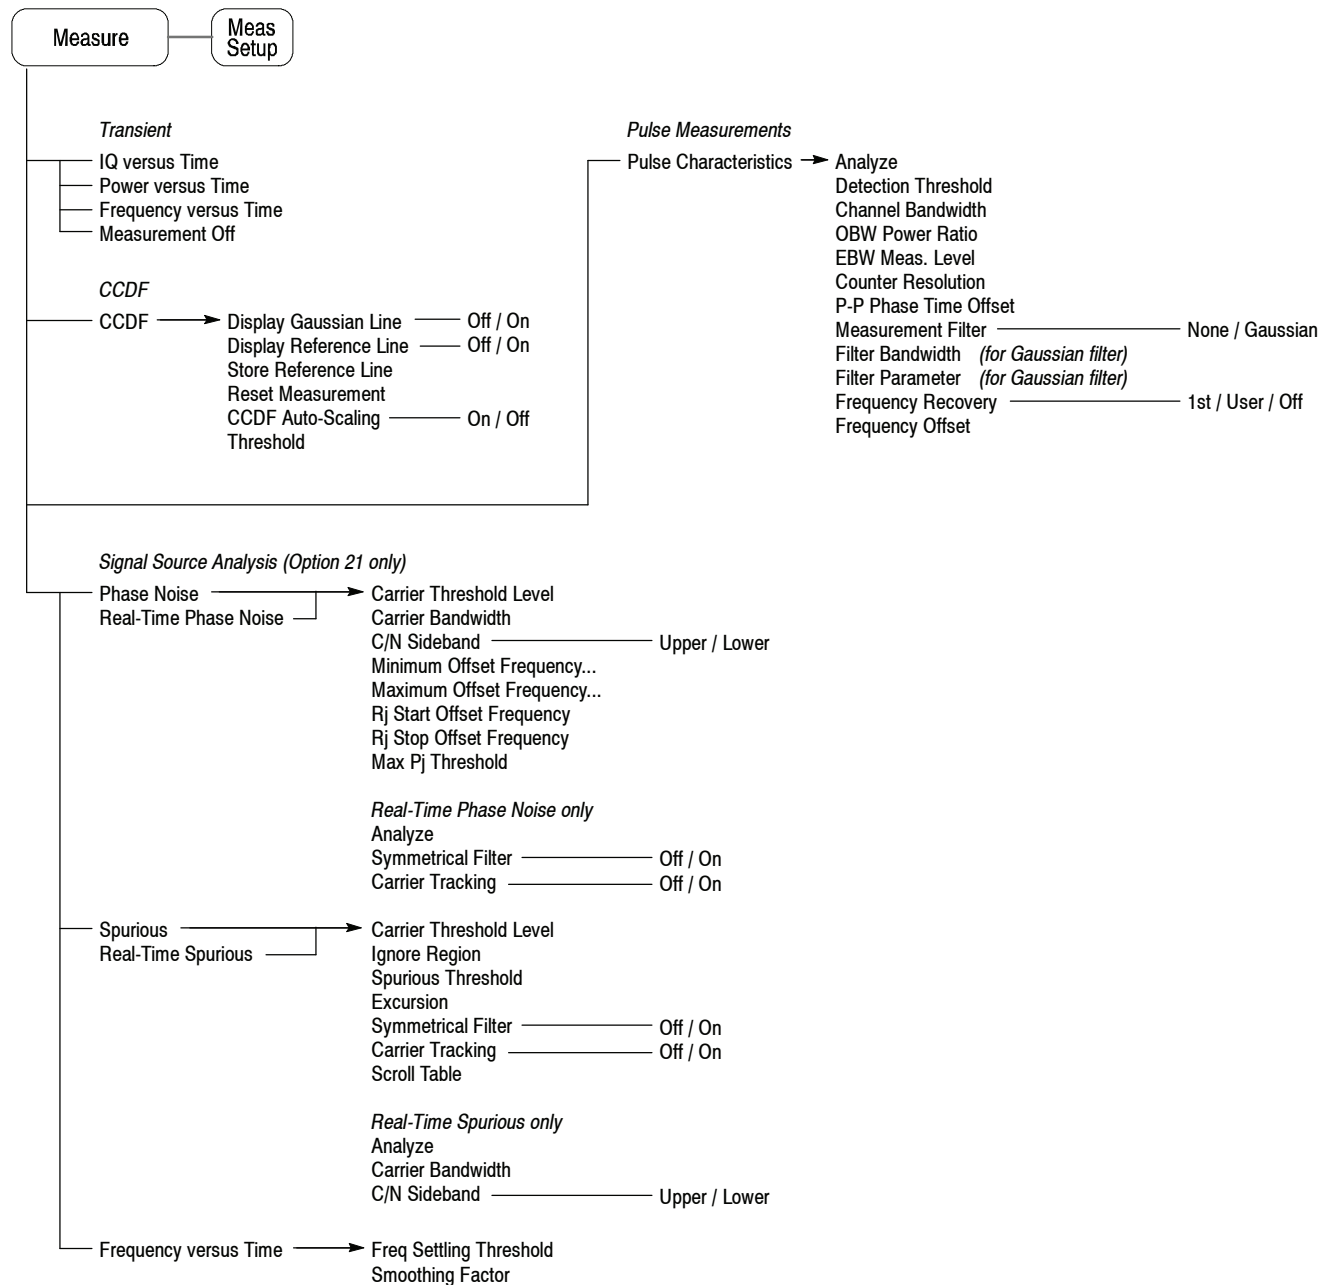 Measure
Meas
Setup
Transient
IQ versus Time
Power versus Time
Frequency versus Time
Measurement Off
CCDF
CCDF
Display Gaussian Line Off / On
Display Reference Line Off / On
Store Reference Line
Reset Measurement
CCDF Auto-Scaling On / Off
Threshold
Pulse Measurements
Pulse Characteristics
Analyze
Detection Threshold
Channel Bandwidth
OBW Power Ratio
EBW Meas. Level
Counter Resolution
P-P Phase Time Offset
Measurement Filter None / Gaussian
Filter Bandwidth (for Gaussian filter)
Filter Parameter (for Gaussian filter)
Frequency Recovery 1st / User / Off
Frequency Offset
Signal Source Analysis (Option 21 only)
Phase Noise
Real-Time Phase Noise
Carrier Threshold Level
Carrier Bandwidth
C/N Sideband Upper / Lower
Minimum Offset Frequency...
Maximum Offset Frequency...
Rj Start Offset Frequency
Rj Stop Offset Frequency
Max Pj Threshold
Real-Time Phase Noise only
Analyze
Symmetrical Filter Off / On
Carrier Tracking Off / On
Spurious
Real-Time Spurious
Carrier Threshold Level
Ignore Region
Spurious Threshold
Excursion
Symmetrical Filter Off / On
Carrier Tracking Off / On
Scroll Table
Real-Time Spurious only
Analyze
Carrier Bandwidth
C/N Sideband Upper / Lower
Frequency versus Time
Freq Settling Threshold
Smoothing Factor